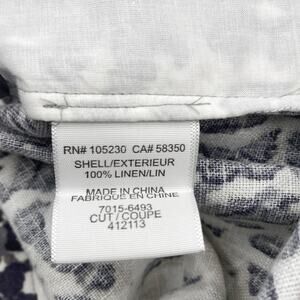 RN# 105230 CA# 58350
SHELL/EXTERIEUR
100% LINEN/LIN
MADE IN CHINA
FABRIQUE EN CHINE
7015-6493
CUT / COUPE
412113